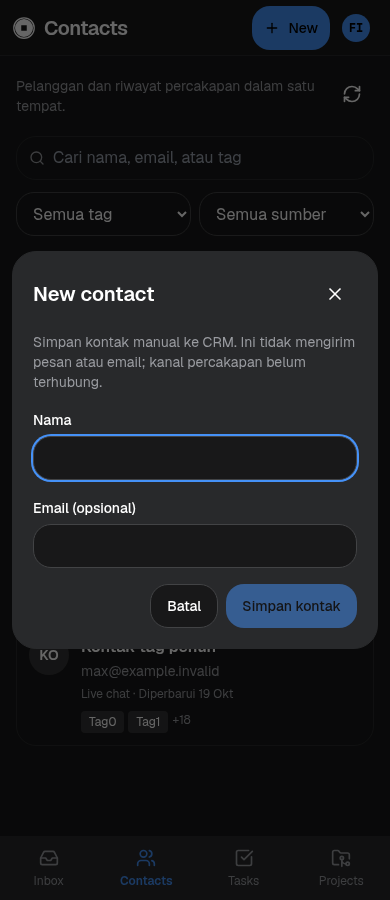 Contacts
+ New
FI
Pelanggan dan riwayat percakapan dalam satu
tempat.
Cari nama, email, atau tag
Semua tag
Semua sumber
New contact
Simpan kontak manual ke CRM. Ini tidak mengirim
pesan atau email; kanal percakapan belum
terhubung.
Nama
Email (opsional)
Batal
Simpan kontak
KO
Kontak tag penuh
max@example.invalid
Live chat · Diperbarui 19 Okt
Tag0
Tag1
+18
Inbox
Contacts
Tasks
Projects